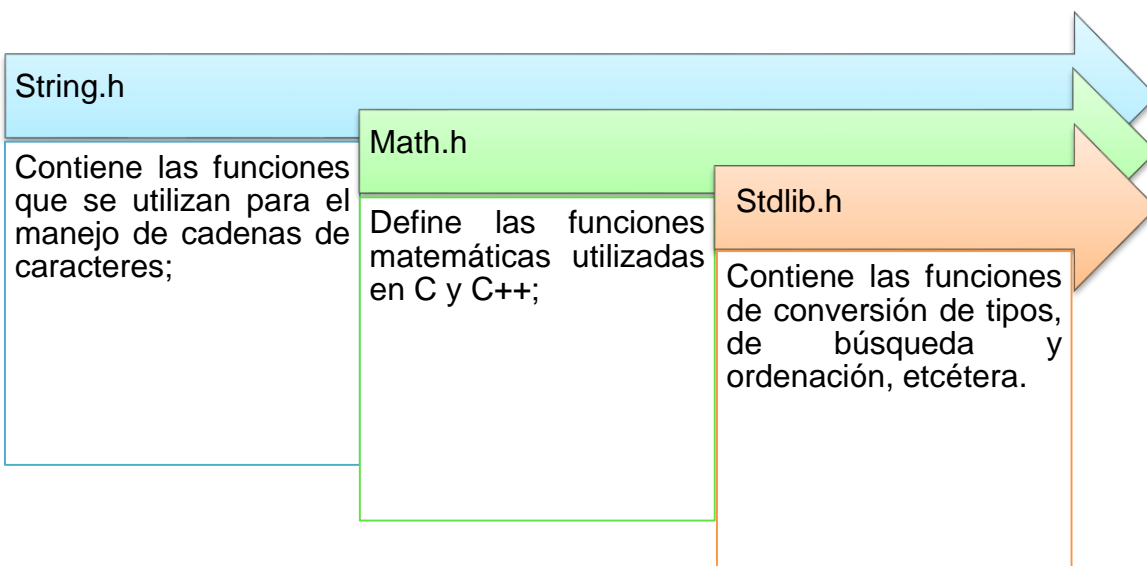 String.h
Contiene las funciones
que se utilizan para el
manejo de cadenas de
caracteres;
Math.h
Define las funciones
matemáticas utilizadas
en C y C++;
Stdlib.h
Contiene las funciones
de conversión de tipos,
de búsqueda y
ordenación, etcétera.